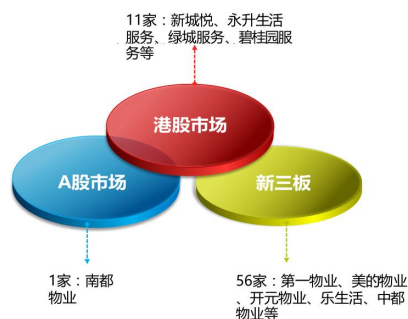 11家：新城悦、永升生活
服务、绿城服务、碧桂园服
务等
港股市场
A股市场
新三板
1家：南都
物业
56家：第一物业、美的物业
、开元物业、乐生活、中都
物业等